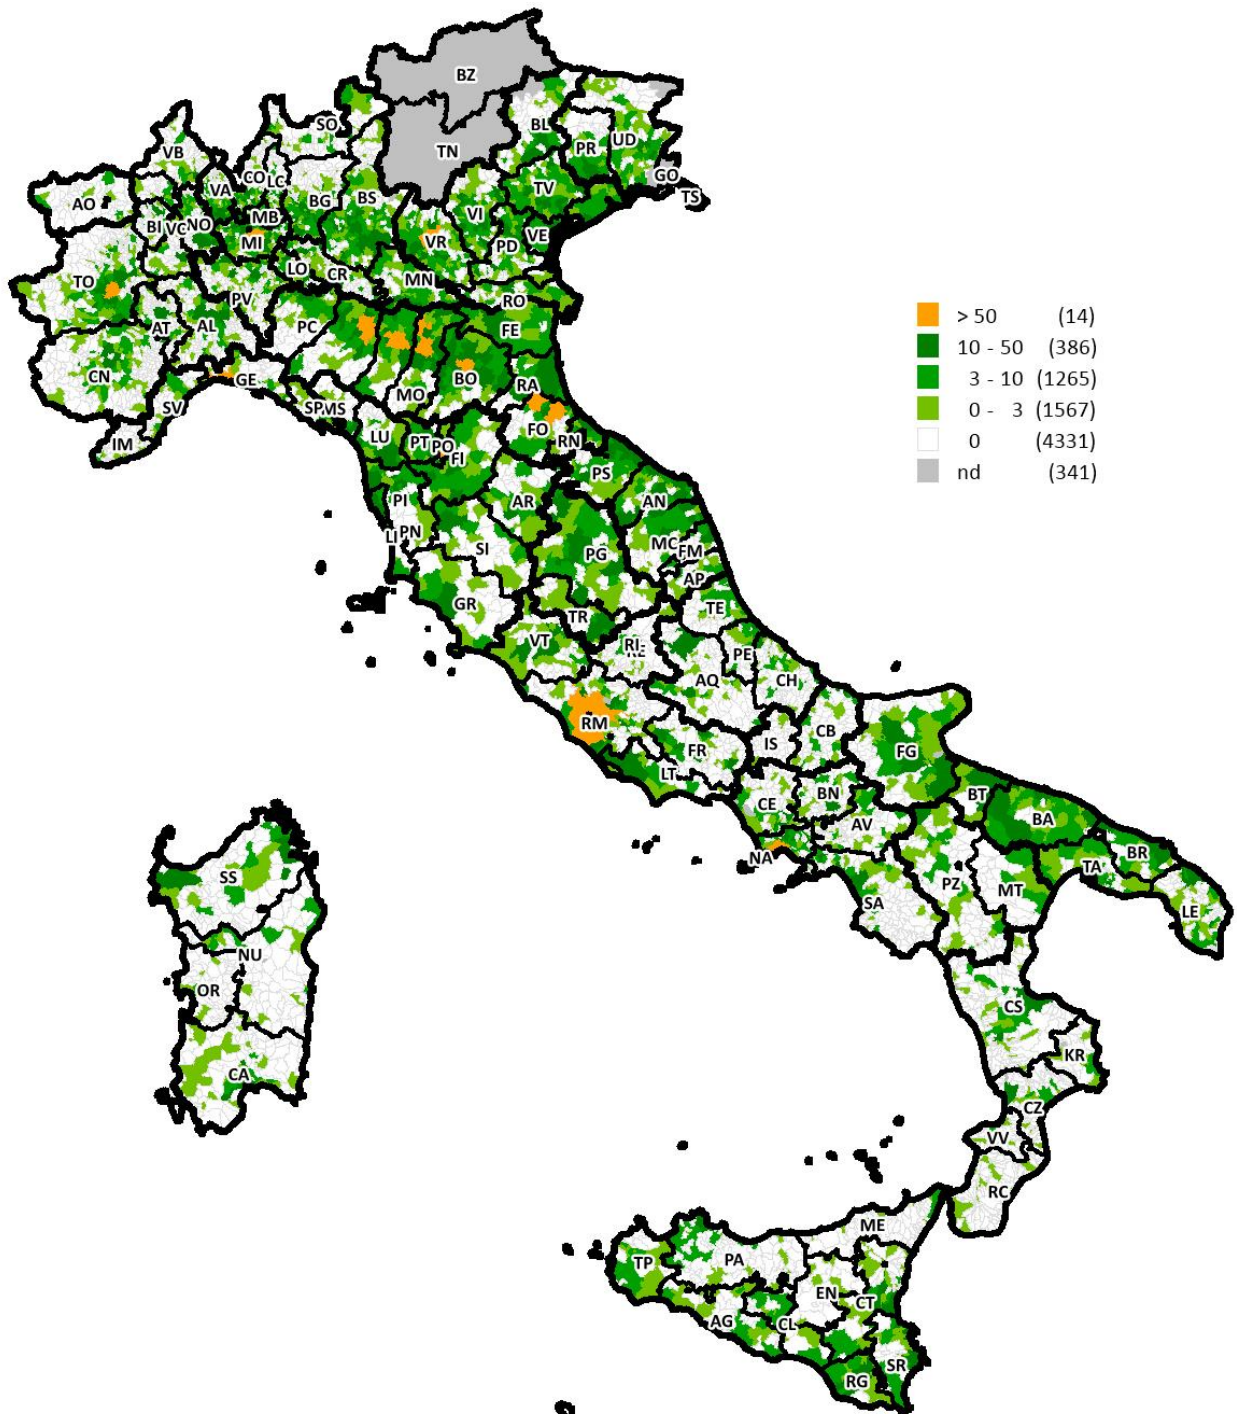 BZ
SO
BL
PR
UD
VB
TN
CO
LC
VA
TV
GO
AO
BG
BS
TS
VI
MB
BI
VC
NO
VE
MI
VR
PD
LO
CR
MN
TO
PV
RO
> 50 (14)
AT
AL
PC
FE
10 - 50 (386)
CN
GE
BO
3 - 10 (1265)
RA
MO
SV
SP
MS
0 - 3 (1567)
LU
PT
PO
FO
RN
IM
FI
0 (4331)
PS
nd (341)
PI
AR
AN
LI
PN
SI
MC
FM
PG
AP
GR
TR
TE
VT
RI
PE
AQ
CH
RM
CB
FR
IS
FG
LT
CE
BN
BT
AV
BA
NA
BR
TA
SS
PZ
MT
SA
LE
NU
OR
CS
CA
KR
CZ
VV
RC
ME
TP
PA
EN
CT
AG
CL
SR
RG